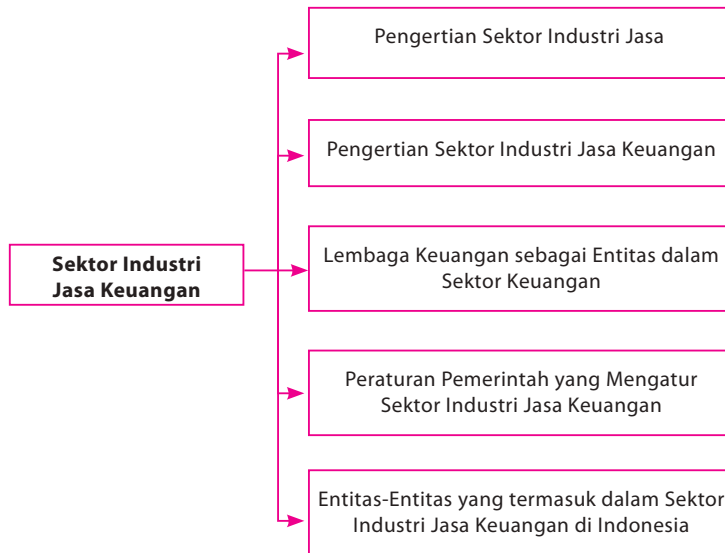 Pengertian Sektor Industri Jasa
Pengertian Sektor Industri Jasa Keuangan
Sektor Industri
Jasa Keuangan
Lembaga Keuangan sebagai Entitas dalam
Sektor Keuangan
Peraturan Pemerintah yang Mengatur
Sektor Industri Jasa Keuangan
Entitas-Entitas yang termasuk dalam Sektor
Industri Jasa Keuangan di Indonesia